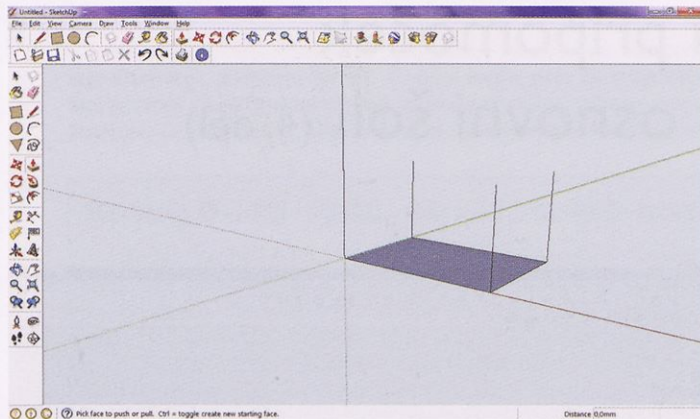 Untitled - SketchUp
File Edit View Camera Draw Tools Window Help
Pick face to push or pull. Ctrl = toggle create new starting face.
Distance 0,0mm